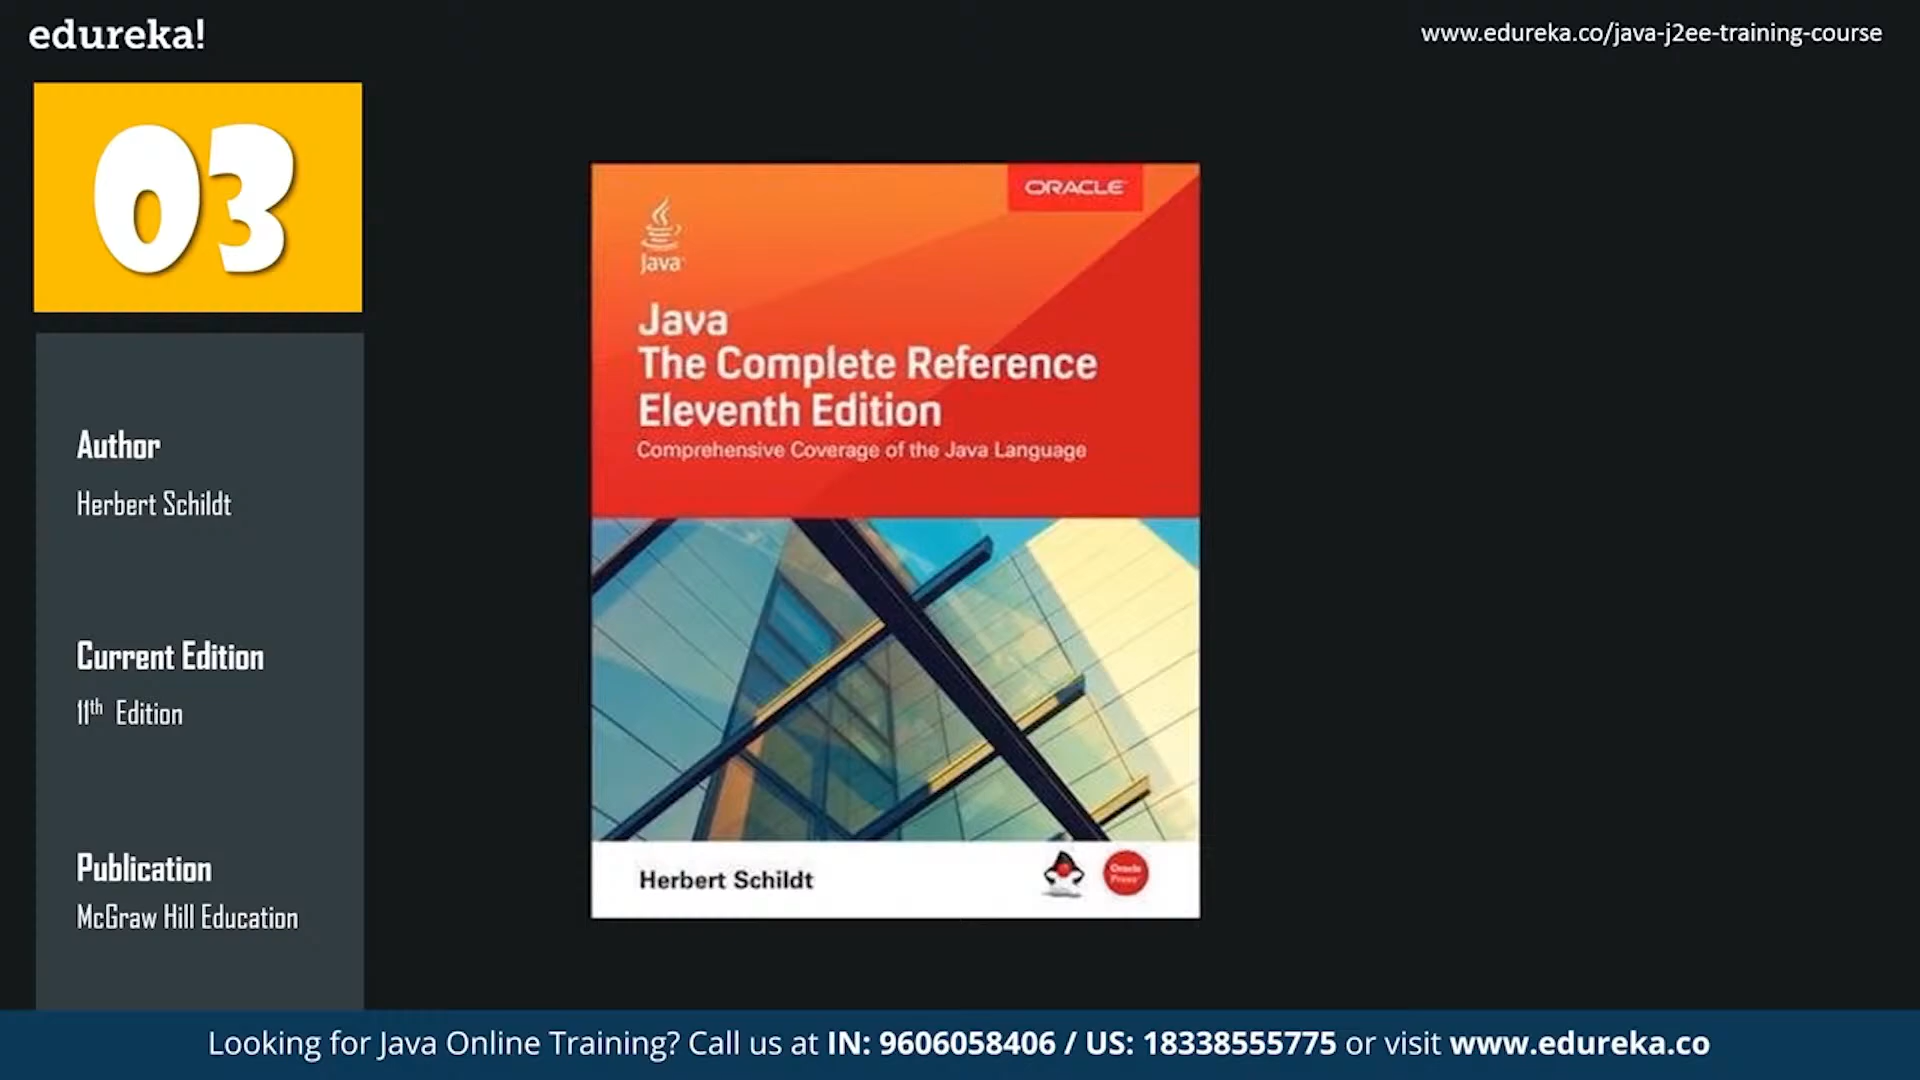 edureka!
www.edureka.co/java-j2ee-training-course
03
Author
Herbert Schildt
Current Edition
11th Edition
Publication
McGraw Hill Education
ORACLE
Java
Java
The Complete Reference
Eleventh Edition
Comprehensive Coverage of the Java Language
Herbert Schildt
Oracle
Press
Looking for Java Online Training? Call us at IN: 9606058406 / US: 18338555775 or visit www.edureka.co